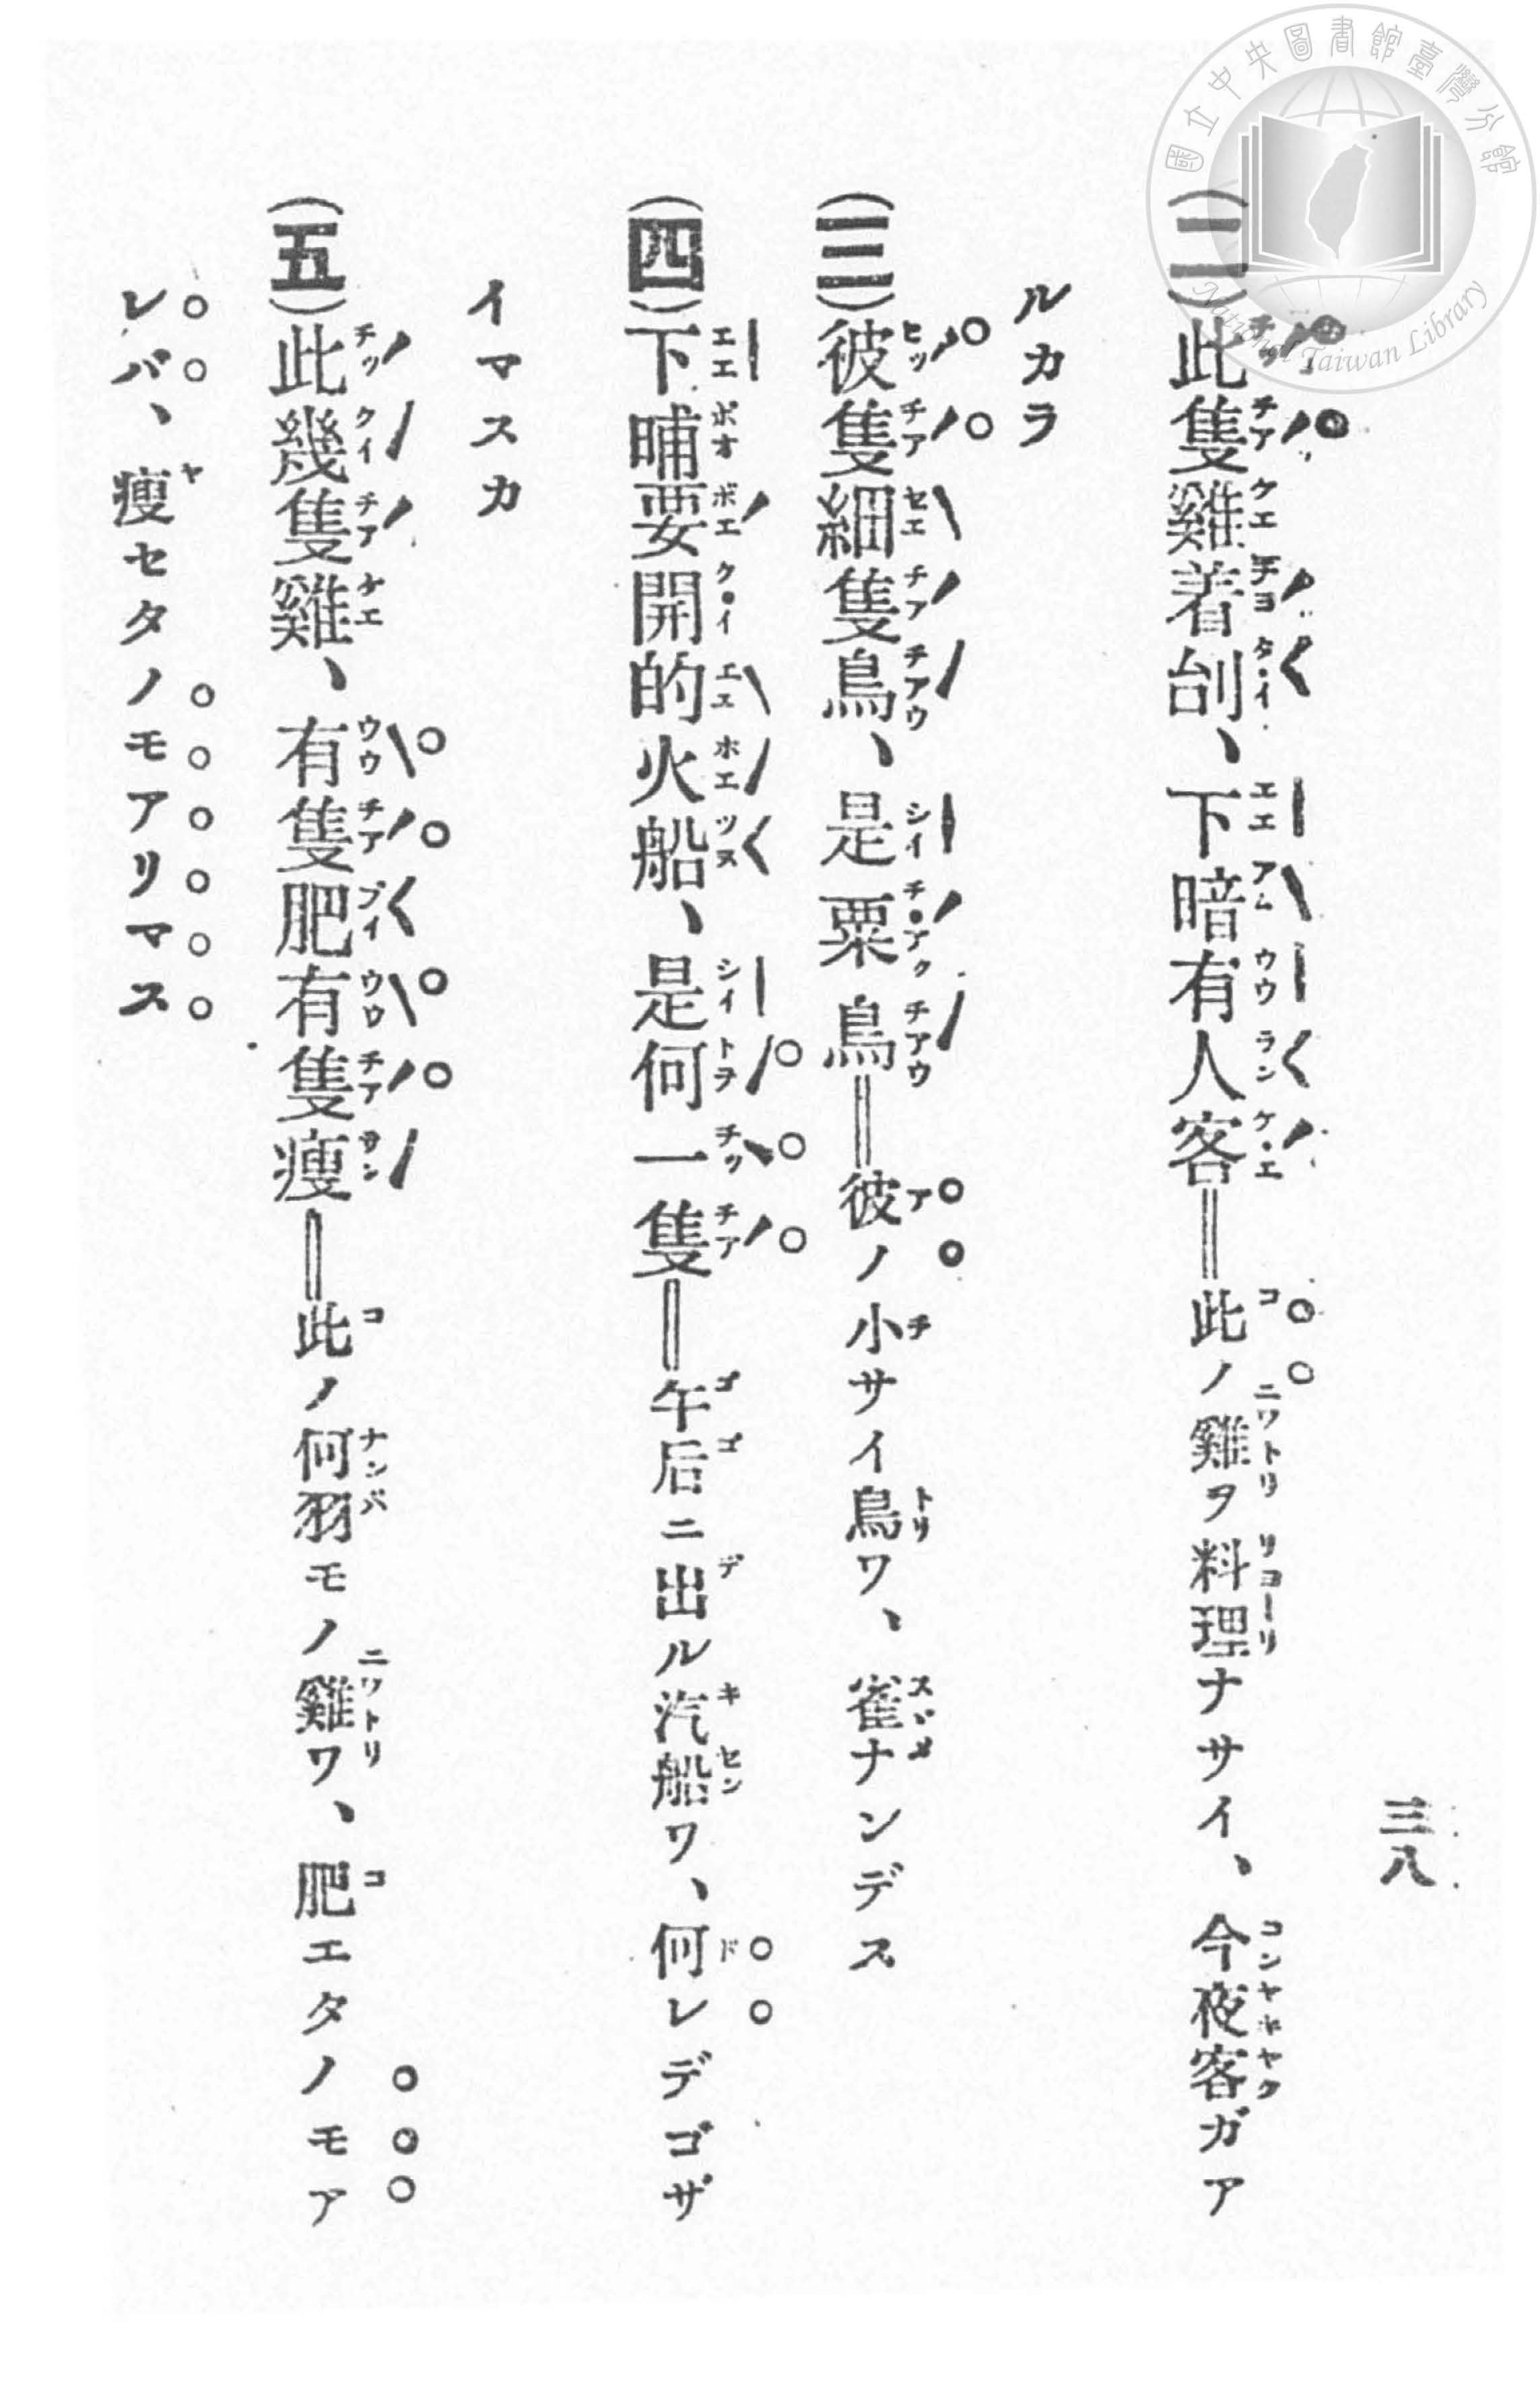 國立中央圖書館臺灣分館
National Taiwan Library
三八
(二)此隻雞着刣、下暗有人客=此ノ雞ヲ料理ナサイ、今夜客ガア
ルカラ
(三)彼隻細隻鳥、是粟鳥=彼ノ小サイ鳥ワ、雀ナンデス
(四)下晡要開的火船、是何一隻=午后ニ出ル汽船ワ、何レデゴザ
イマスカ
(五)此幾隻雞、有隻肥有隻瘦=此ノ何羽モノ雞ワ、肥エタノモア
レバ、瘦セタノモアリマス